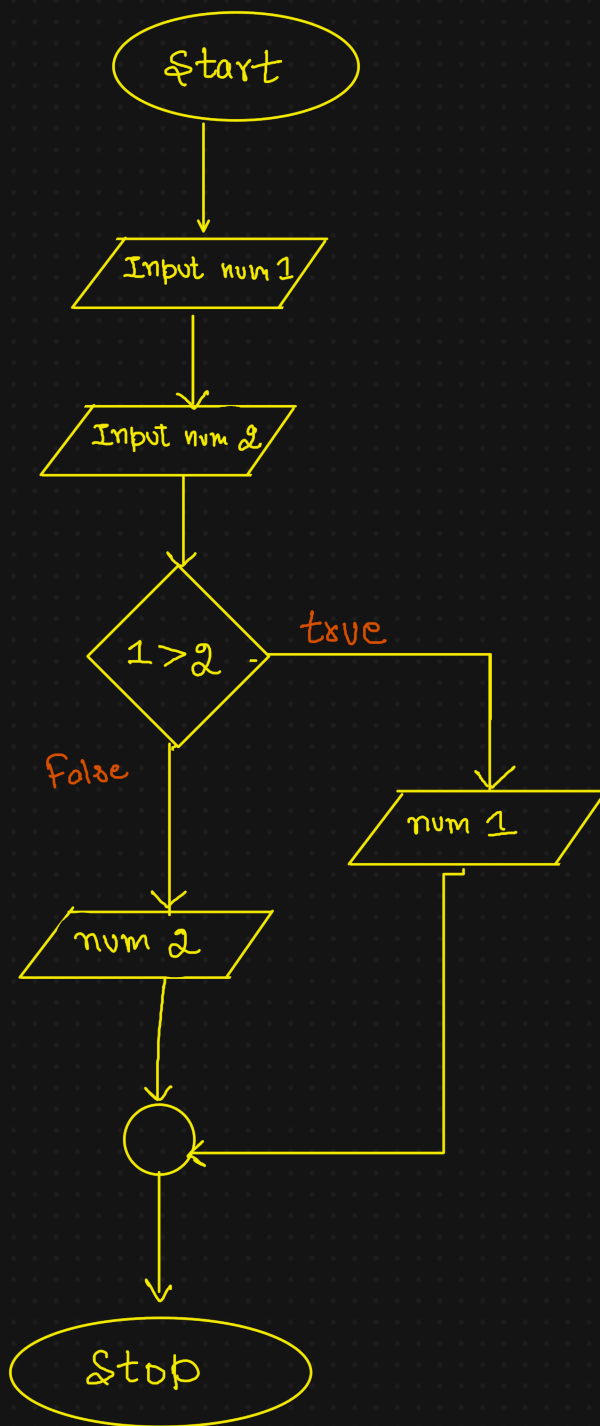 Start
Input num 1
Input num 2
1 > 2
true
False
num 1
num 2
Stop